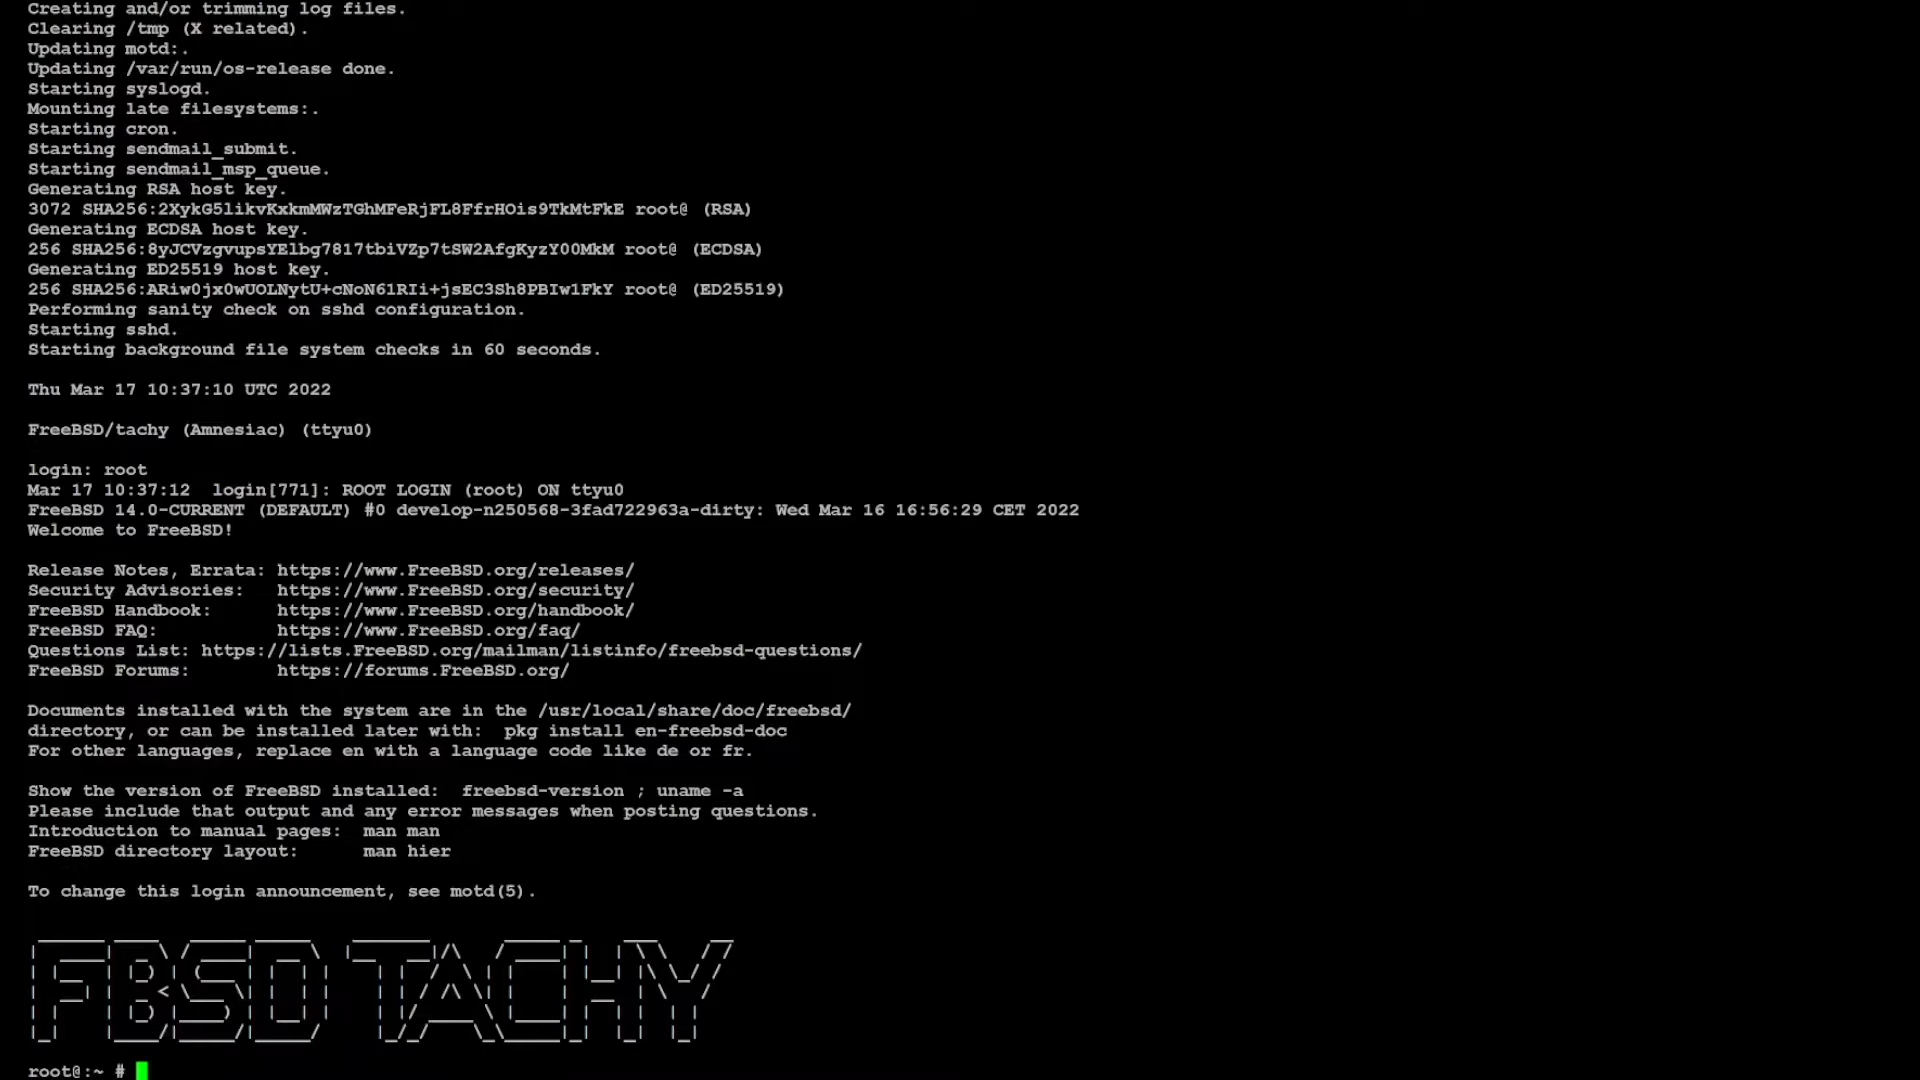 Creating and/or trimming log files.
Clearing /tmp (X related).
Updating motd:.
Updating /var/run/os-release done.
Starting syslogd.
Mounting late filesystems:.
Starting cron.
Starting sendmail_submit.
Starting sendmail_msp_queue.
Generating RSA host key.
3072 SHA256:2XykG5likvKxkmMWzTGhMFeRjFL8FfrHOis9TkMtFkE root@ (RSA)
Generating ECDSA host key.
256 SHA256:8yJCVzgvupsYElbg7817tbiVZp7tSW2AfgKyzY00MkM root@ (ECDSA)
Generating ED25519 host key.
256 SHA256:ARiw0jx0wUOLNytU+cNoN61RIi+jsEC3Sh8PBIw1FkY root@ (ED25519)
Performing sanity check on sshd configuration.
Starting sshd.
Starting background file system checks in 60 seconds.
Thu Mar 17 10:37:10 UTC 2022
FreeBSD/tachy (Amnesiac) (ttyu0)
login: root
Mar 17 10:37:12  login[771]: ROOT LOGIN (root) ON ttyu0
FreeBSD 14.0-CURRENT (DEFAULT) #0 develop-n250568-3fad722963a-dirty: Wed Mar 16 16:56:29 CET 2022
Welcome to FreeBSD!
Release Notes, Errata: https://www.FreeBSD.org/releases/
Security Advisories:   https://www.FreeBSD.org/security/
FreeBSD Handbook:      https://www.FreeBSD.org/handbook/
FreeBSD FAQ:           https://www.FreeBSD.org/faq/
Questions List: https://lists.FreeBSD.org/mailman/listinfo/freebsd-questions/
FreeBSD Forums:        https://forums.FreeBSD.org/
Documents installed with the system are in the /usr/local/share/doc/freebsd/
directory, or can be installed later with:  pkg install en-freebsd-doc
For other languages, replace en with a language code like de or fr.
Show the version of FreeBSD installed:  freebsd-version ; uname -a
Please include that output and any error messages when posting questions.
Introduction to manual pages:  man man
FreeBSD directory layout:      man hier
To change this login announcement, see motd(5).
FBSD TACHY
root@:~ #